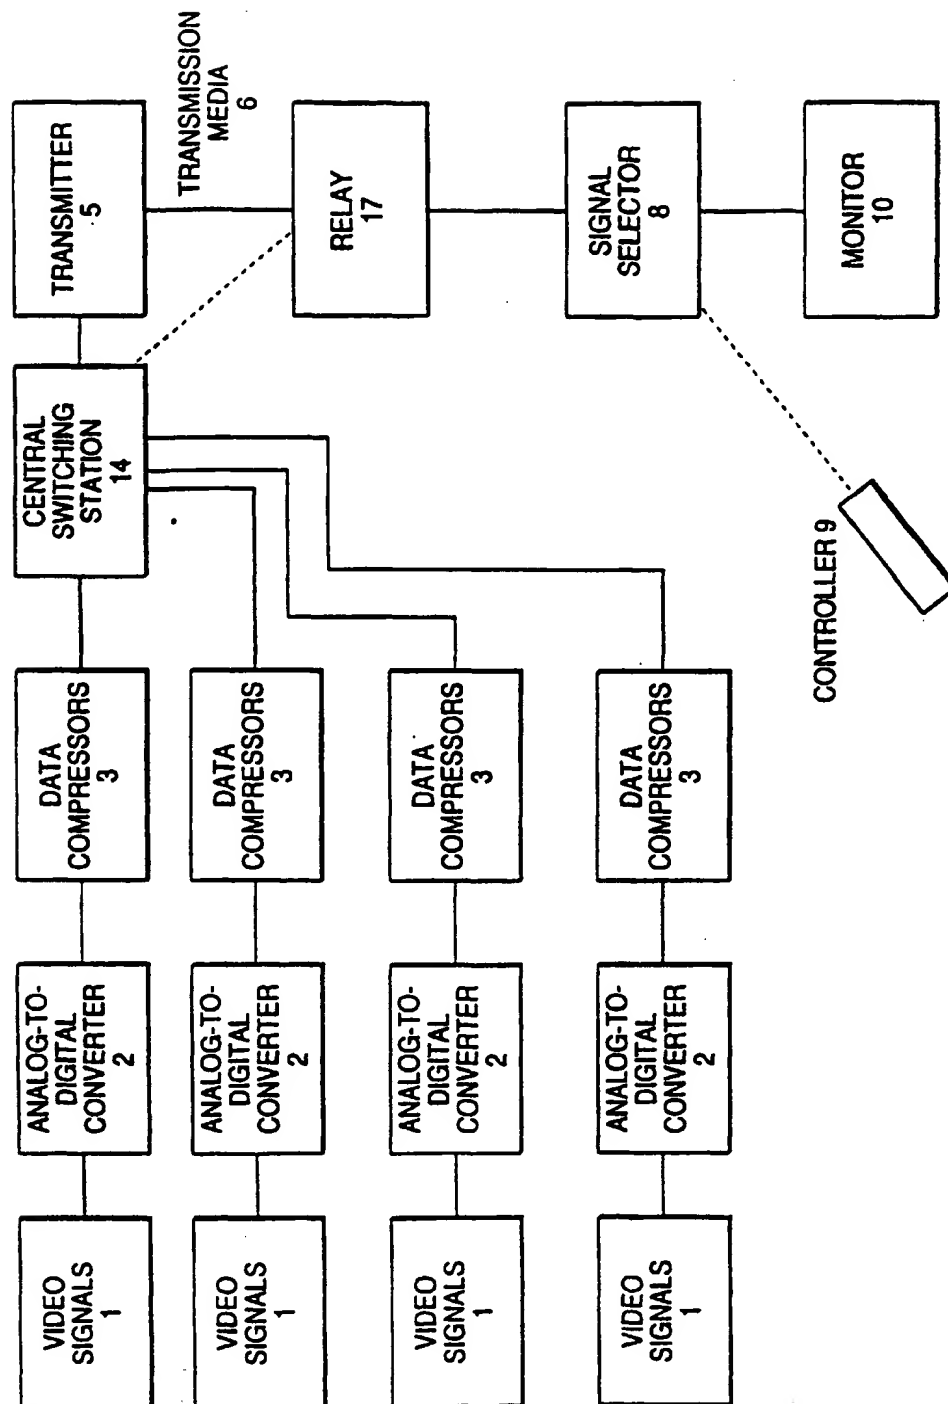 VIDEO
SIGNALS
1
ANALOG-TO-
DIGITAL
CONVERTER
2
DATA
COMPRESSORS
3
CENTRAL
SWITCHING
STATION
14
TRANSMITTER
5
VIDEO
SIGNALS
1
ANALOG-TO-
DIGITAL
CONVERTER
2
DATA
COMPRESSORS
3
TRANSMISSION
MEDIA
6
VIDEO
SIGNALS
1
ANALOG-TO-
DIGITAL
CONVERTER
2
DATA
COMPRESSORS
3
RELAY
17
VIDEO
SIGNALS
1
ANALOG-TO-
DIGITAL
CONVERTER
2
DATA
COMPRESSORS
3
SIGNAL
SELECTOR
8
CONTROLLER 9
MONITOR
10